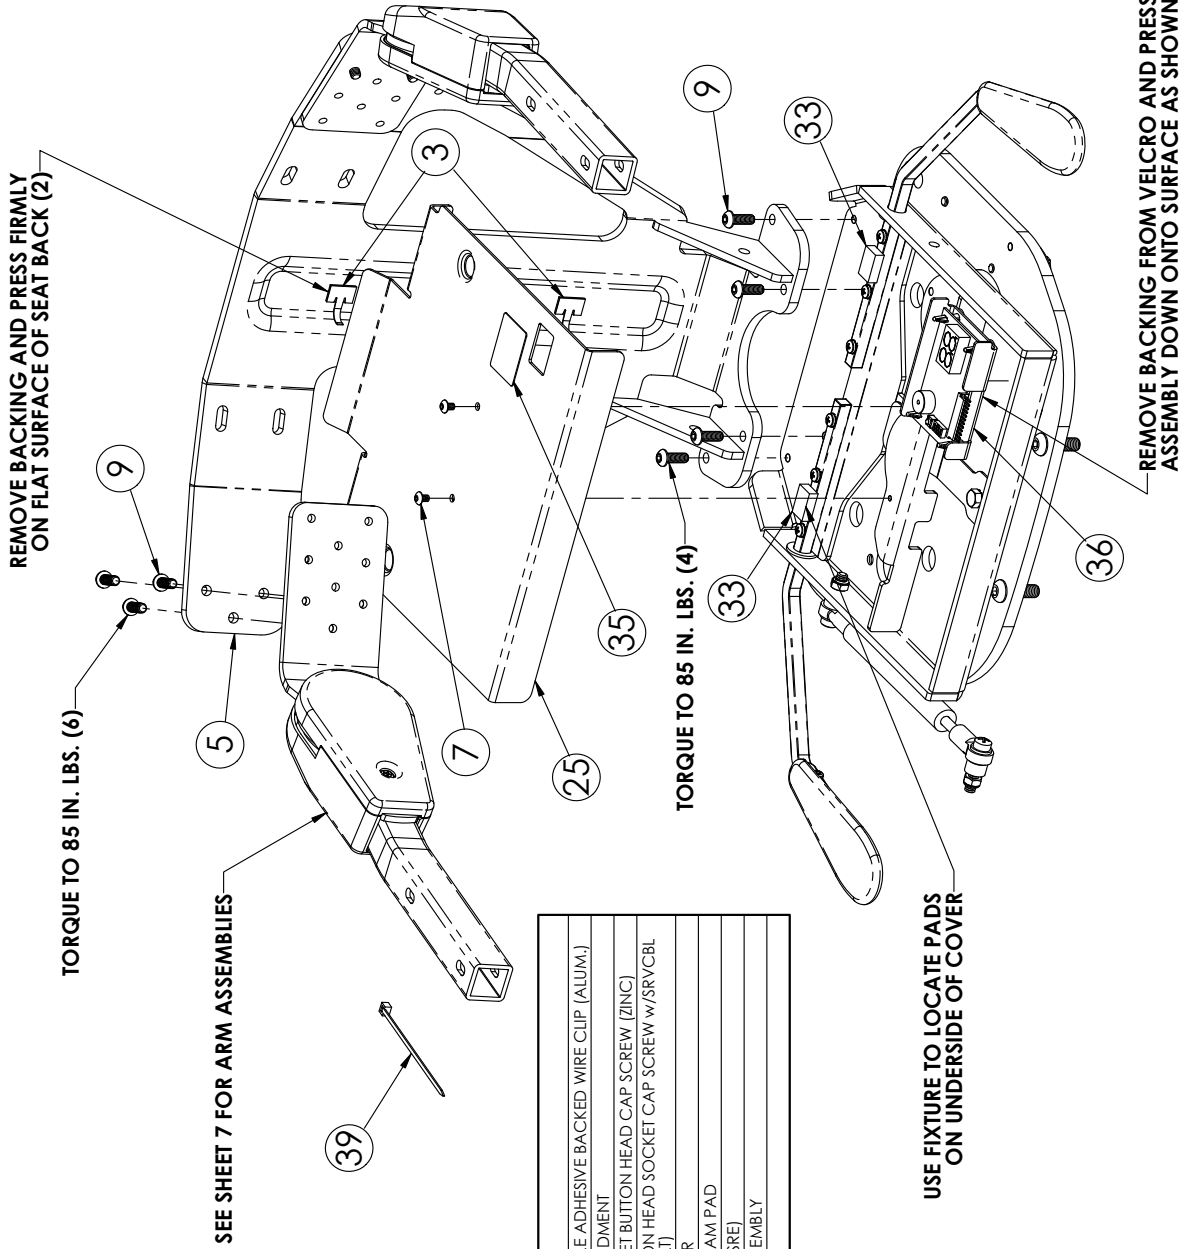 REMOVE BACKING AND PRESS FIRMLY
ON FLAT SURFACE OF SEAT BACK (2)
TORQUE TO 85 IN. LBS. (6)
9
5
3
9
33
SEE SHEET 7 FOR ARM ASSEMBLIES
7
25
35
TORQUE TO 85 IN. LBS. (4)
33
36
39
USE FIXTURE TO LOCATE PADS
ON UNDERSIDE OF COVER
REMOVE BACKING FROM VELCRO AND PRESS
ASSEMBLY DOWN ONTO SURFACE AS SHOWN
E ADHESIVE BACKED WIRE CLIP (ALUM.)
DMENT
ET BUTTON HEAD CAP SCREW (ZINC)
ON HEAD SOCKET CAP SCREW w/SRVCBL
T)
R
AM PAD
SRE)
EMBLY